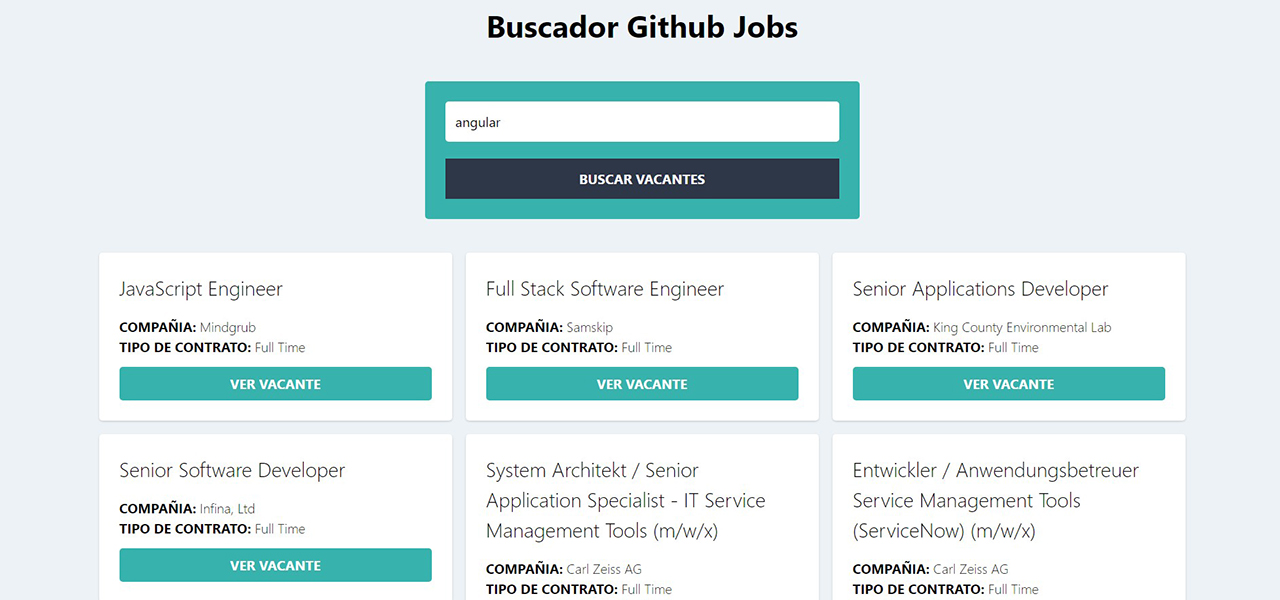 Buscador Github Jobs
angular
BUSCAR VACANTES
JavaScript Engineer
COMPAÑIA: Mindgrub
TIPO DE CONTRATO: Full Time
VER VACANTE
Full Stack Software Engineer
COMPAÑIA: Samskip
TIPO DE CONTRATO: Full Time
VER VACANTE
Senior Applications Developer
COMPAÑIA: King County Environmental Lab
TIPO DE CONTRATO: Full Time
VER VACANTE
Senior Software Developer
COMPAÑIA: Infina, Ltd
TIPO DE CONTRATO: Full Time
VER VACANTE
System Architekt / Senior
Application Specialist - IT Service
Management Tools (m/w/x)
COMPAÑIA: Carl Zeiss AG
TIPO DE CONTRATO: Full Time
Entwickler / Anwendungsbetreuer
Service Management Tools
(ServiceNow) (m/w/x)
COMPAÑIA: Carl Zeiss AG
TIPO DE CONTRATO: Full Time